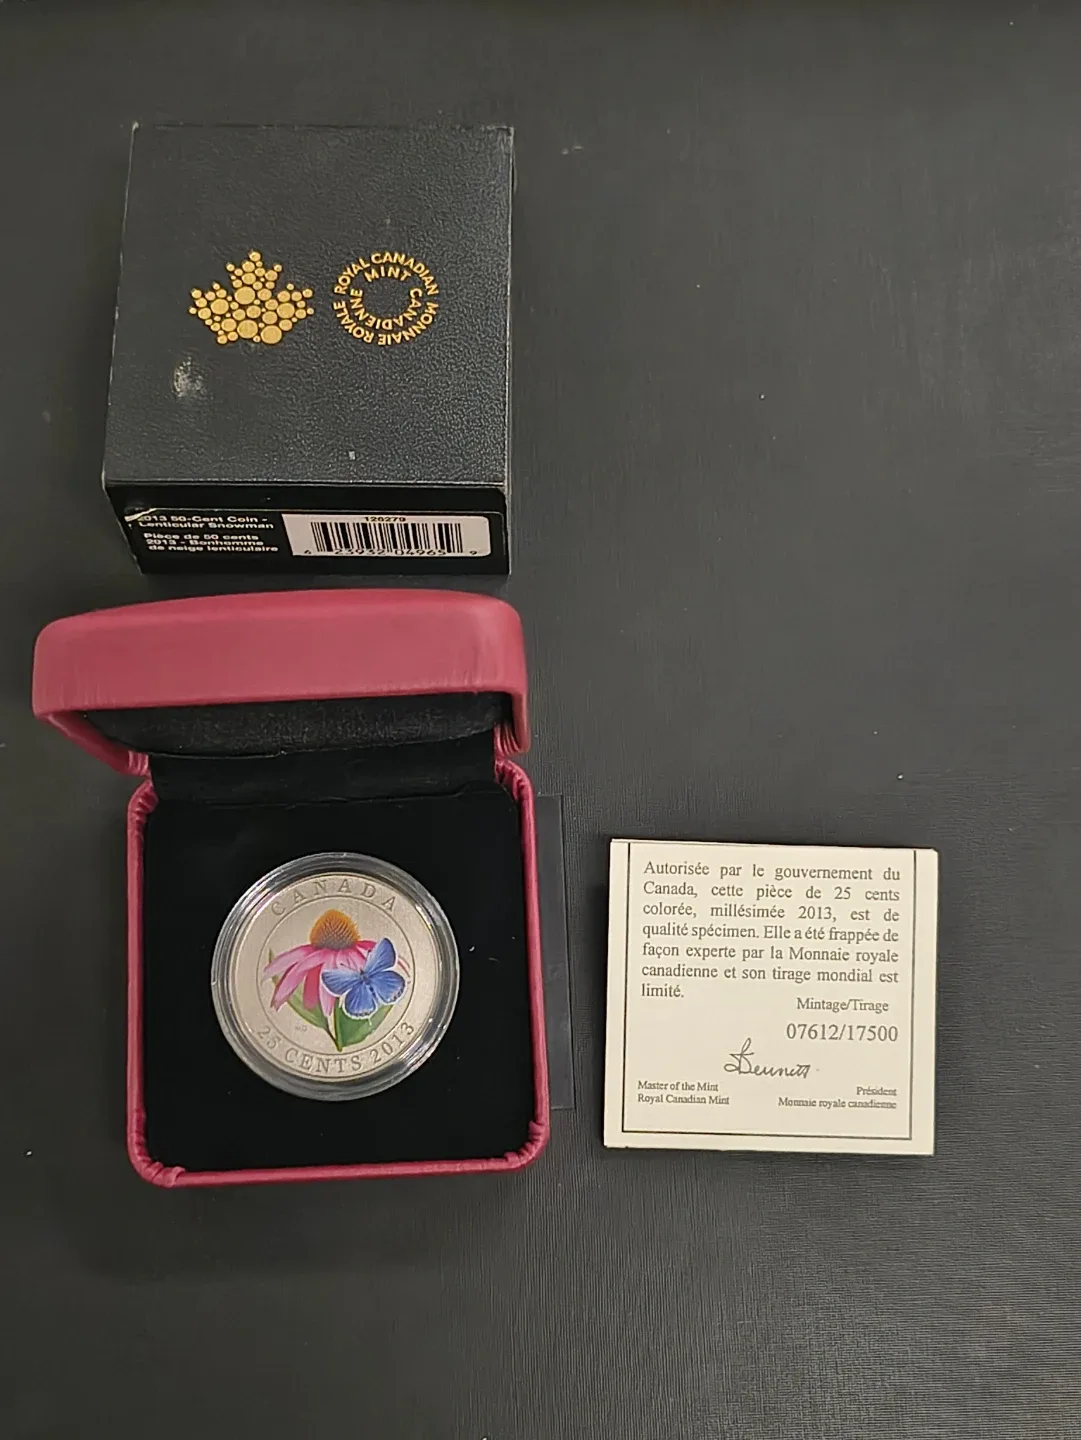 ROYAL CANADIAN MINT
MONNAIE ROYALE CANADIENNE
2013 50-Cent Coin -
Lenticular Snowman
Pièce de 50 cents
2013 - Bonhomme
de neige lenticulaire
126279
6 23932 04965 9
CANADA
25 CENTS 2013
Autorisée par le gouvernement du
Canada, cette pièce de 25 cents
colorée, millésimée 2013, est de
qualité spécimen. Elle a été frappée de
façon experte par la Monnaie royale
canadienne et son tirage mondial est
limité.
Mintage/Tirage
07612/17500
Master of the Mint
Royal Canadian Mint
Président
Monnaie royale canadienne